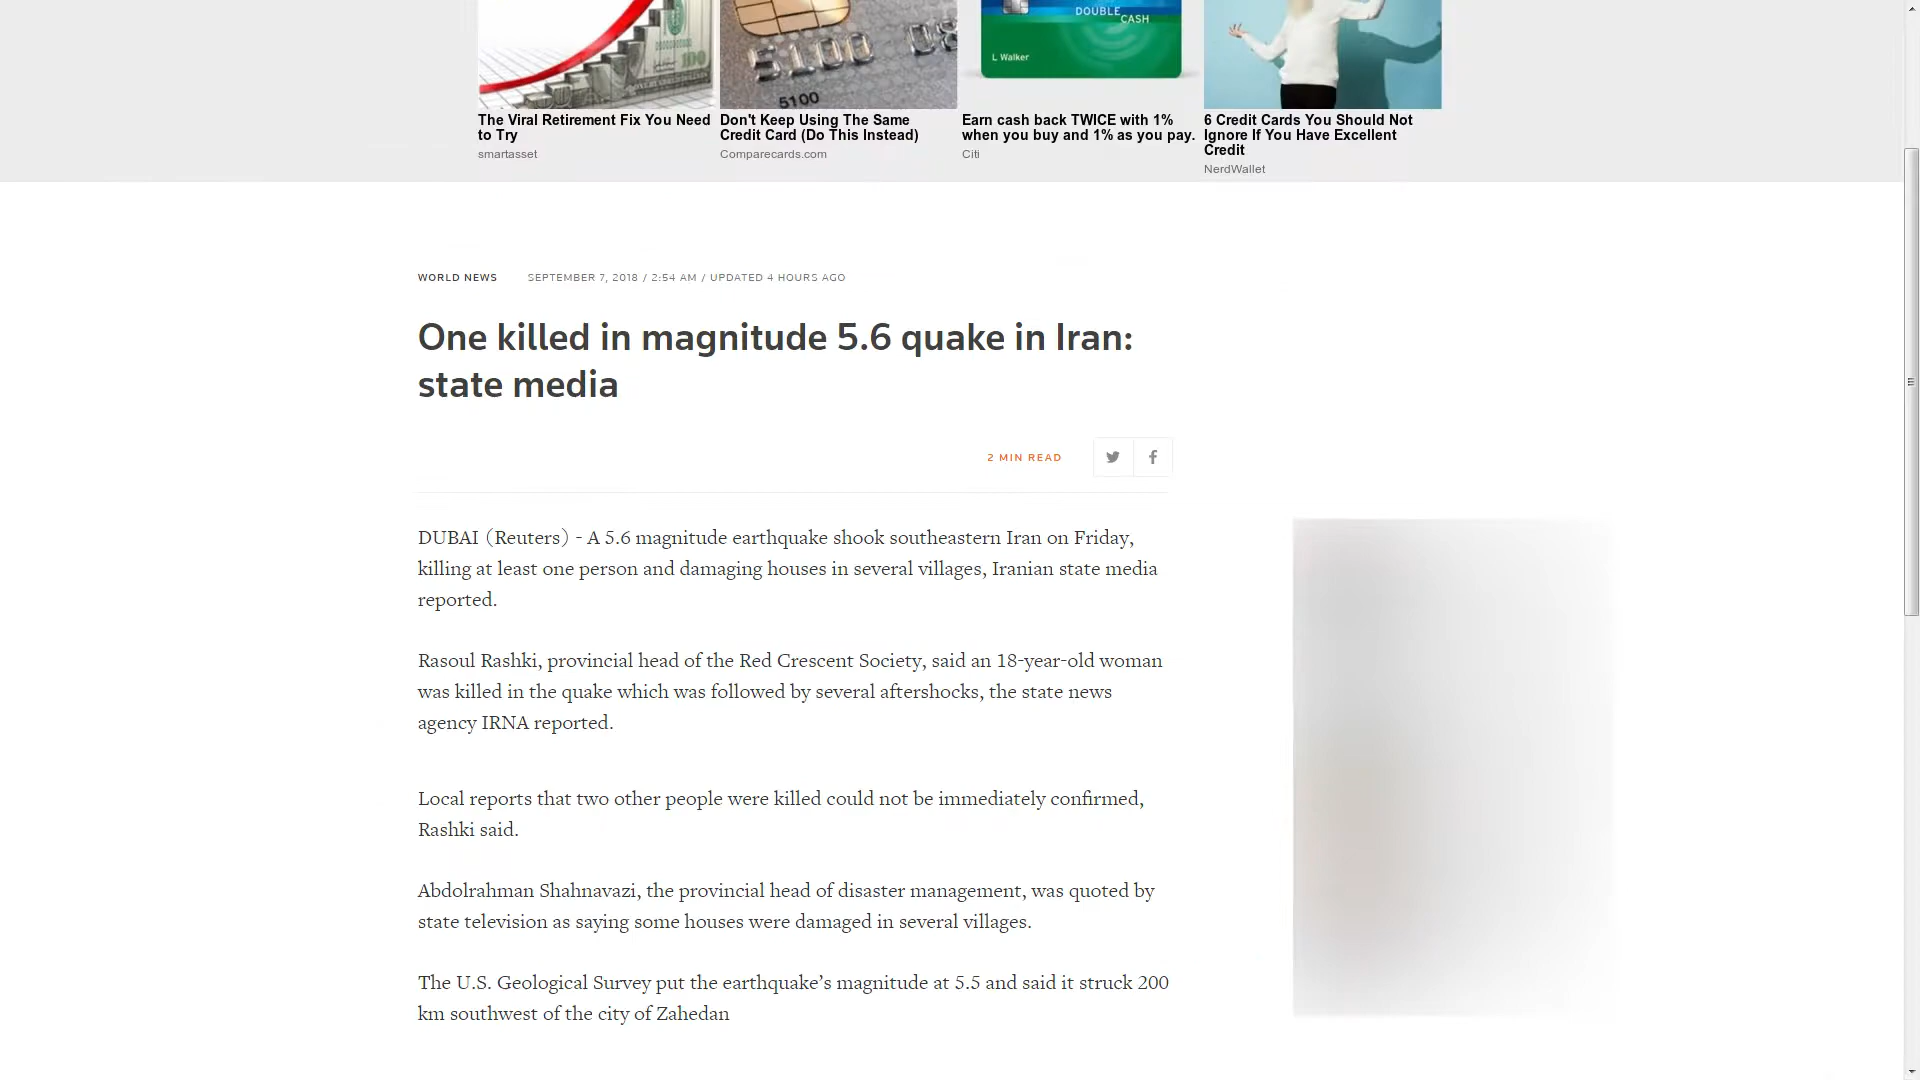 DOUBLE
CASH
L Walker
5100
5100
The Viral Retirement Fix You Need
to Try
smartasset
Don't Keep Using The Same
Credit Card (Do This Instead)
Comparecards.com
Earn cash back TWICE with 1%
when you buy and 1% as you pay.
Citi
6 Credit Cards You Should Not
Ignore If You Have Excellent
Credit
NerdWallet
WORLD NEWS SEPTEMBER 7, 2018 / 2:54 AM / UPDATED 4 HOURS AGO
One killed in magnitude 5.6 quake in Iran:
state media
2 MIN READ
DUBAI (Reuters) - A 5.6 magnitude earthquake shook southeastern Iran on Friday,
killing at least one person and damaging houses in several villages, Iranian state media
reported.
Rasoul Rashki, provincial head of the Red Crescent Society, said an 18-year-old woman
was killed in the quake which was followed by several aftershocks, the state news
agency IRNA reported.
Local reports that two other people were killed could not be immediately confirmed,
Rashki said.
Abdolrahman Shahnavazi, the provincial head of disaster management, was quoted by
state television as saying some houses were damaged in several villages.
The U.S. Geological Survey put the earthquake’s magnitude at 5.5 and said it struck 200
km southwest of the city of Zahedan